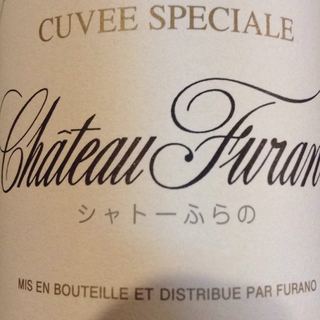 CUVEE SPECIALE
Château Furan
シャトーふらの
MIS EN BOUTEILLE ET DISTRIBUE PAR FURANO